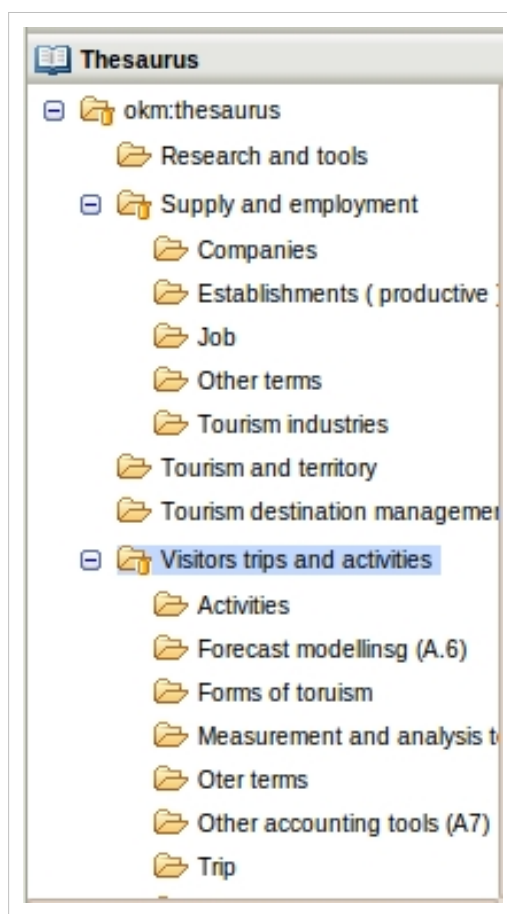 Thesaurus
okm:thesaurus
Research and tools
Supply and employment
Companies
Establishments ( productive )
Job
Other terms
Tourism industries
Tourism and territory
Tourism destination
Visitors trips and activities
Activities
Forecast modellinsg (A.6)
Forms of toruism
Measurement and analysis
Oter terms
Other accounting tools (A7)
Trip